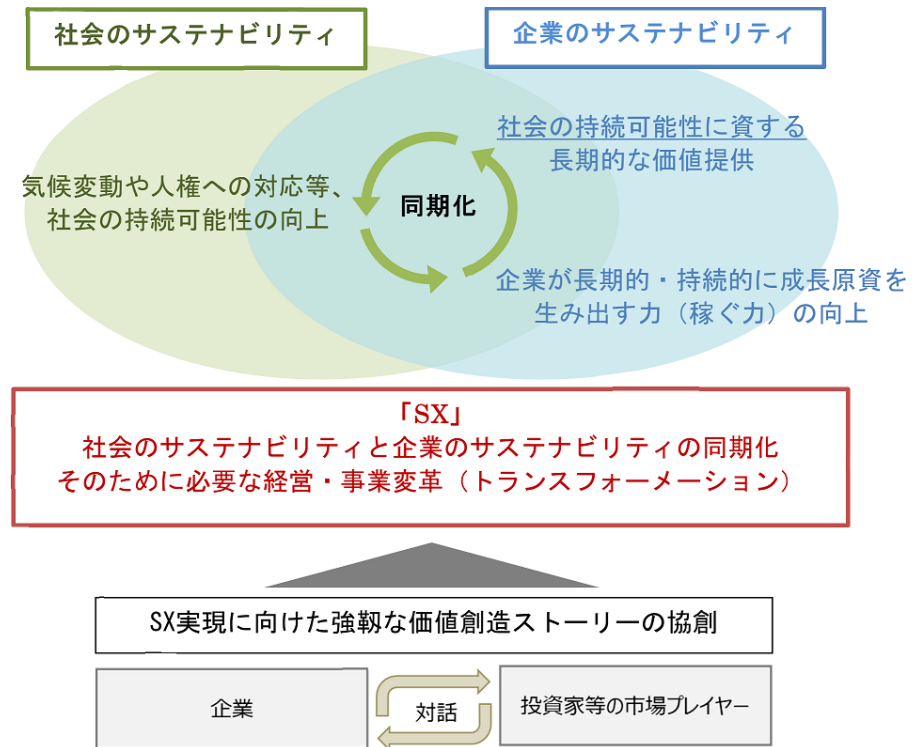 社会のサステナビリティ
企業のサステナビリティ
社会の持続可能性に資する
長期的な価値提供
気候変動や人権への対応等、
社会の持続可能性の向上
同期化
企業が長期的・持続的に成長原資を
生み出す力（稼ぐ力）の向上
「SX」
社会のサステナビリティと企業のサステナビリティの同期化
そのために必要な経営・事業変革（トランスフォーメーション）
SX実現に向けた強靱な価値創造ストーリーの協創
企業
対話
投資家等の市場プレイヤー